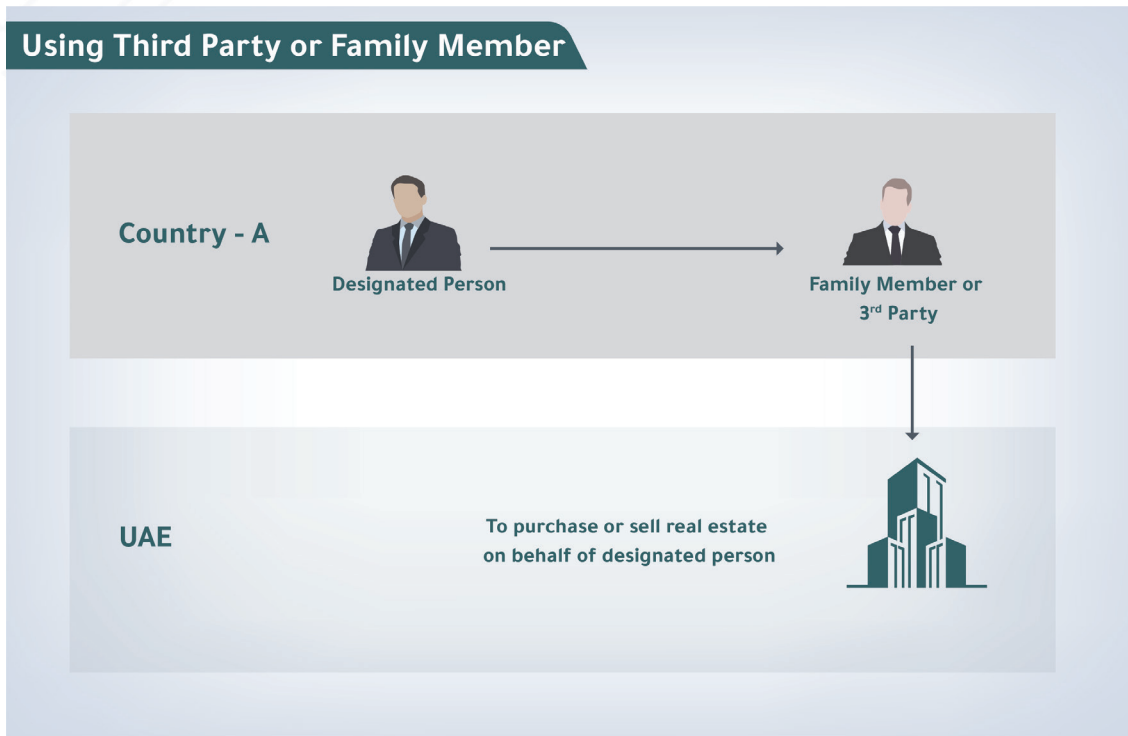 Using Third Party or Family Member
Country - A
Designated Person
Family Member or
3rd Party
UAE
To purchase or sell real estate
on behalf of designated person